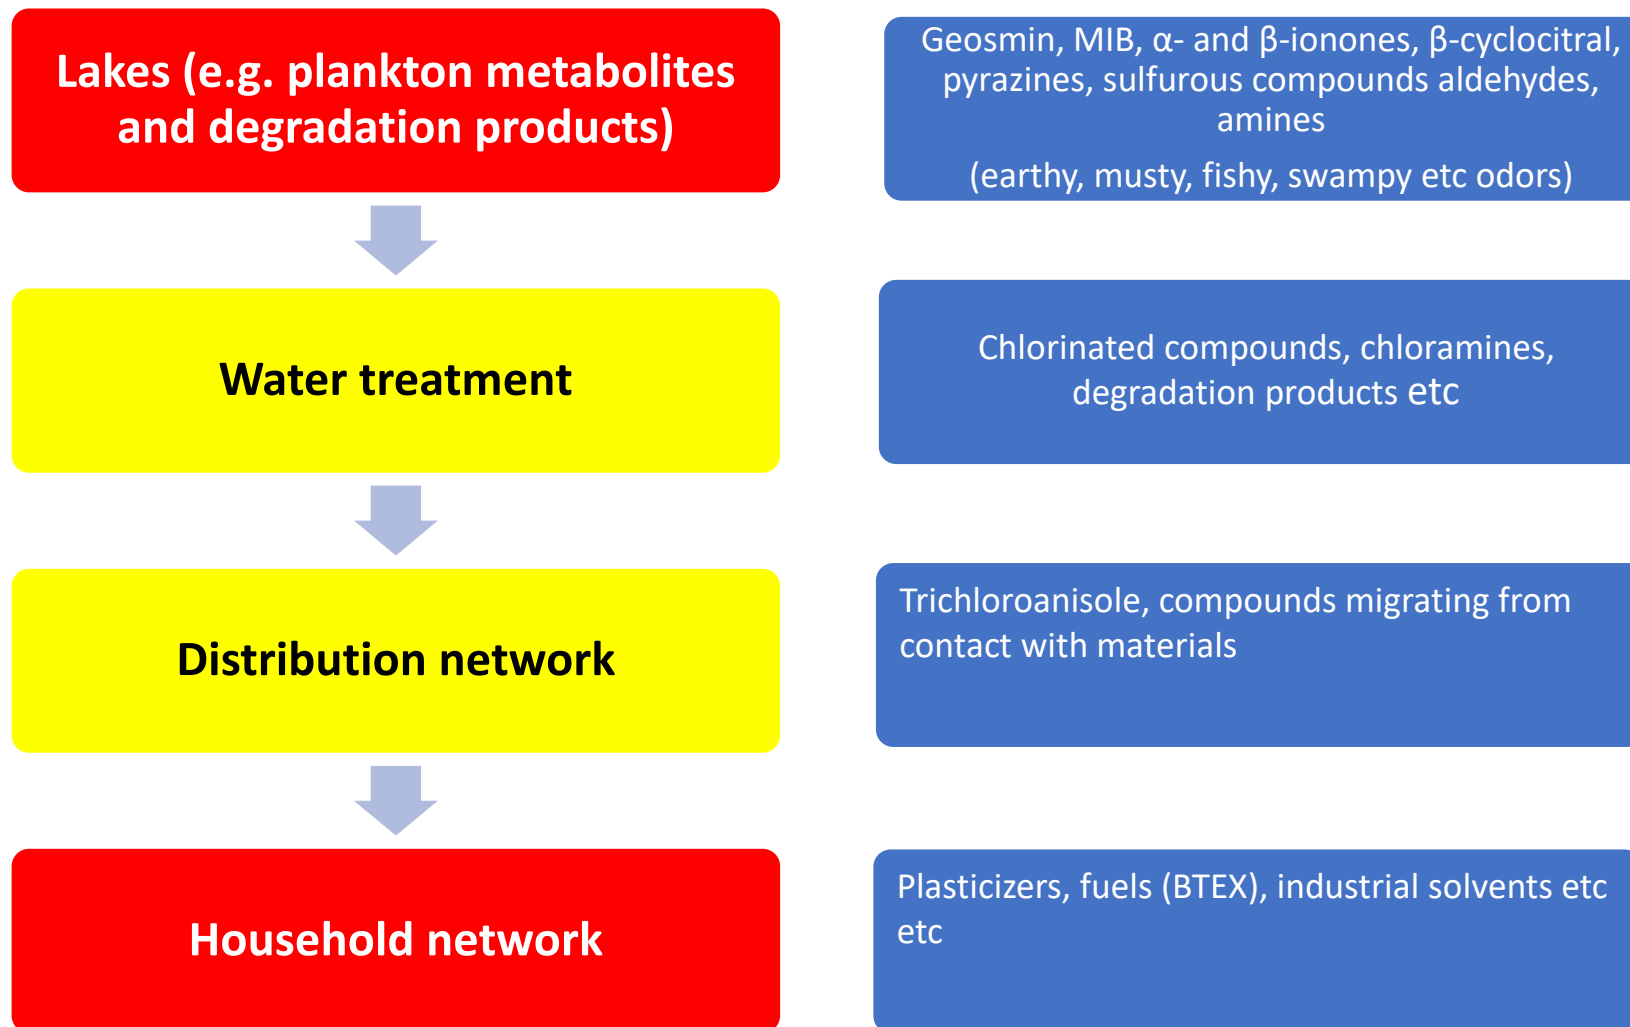 Lakes (e.g. plankton metabolites
and degradation products)
Geosmin, MIB, α- and β-ionones, β-cyclocitral,
pyrazines, sulfurous compounds aldehydes,
amines
(earthy, musty, fishy, swampy etc odors)
Water treatment
Chlorinated compounds, chloramines,
degradation products etc
Distribution network
Trichloroanisole, compounds migrating from
contact with materials
Household network
Plasticizers, fuels (BTEX), industrial solvents etc
etc